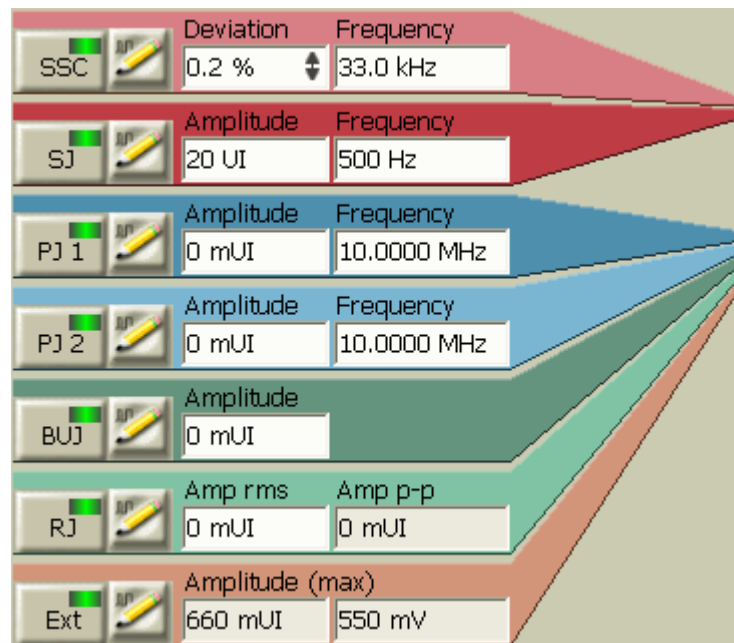 Deviation Frequency
SSC 0.2 % 33.0 kHz
Amplitude Frequency
SJ 20 UI 500 Hz
Amplitude Frequency
PJ 1 0 mUI 10.0000 MHz
Amplitude Frequency
PJ 2 0 mUI 10.0000 MHz
Amplitude
BUJ 0 mUI
Amp rms Amp p-p
RJ 0 mUI 0 mUI
Amplitude (max)
Ext 660 mUI 550 mV